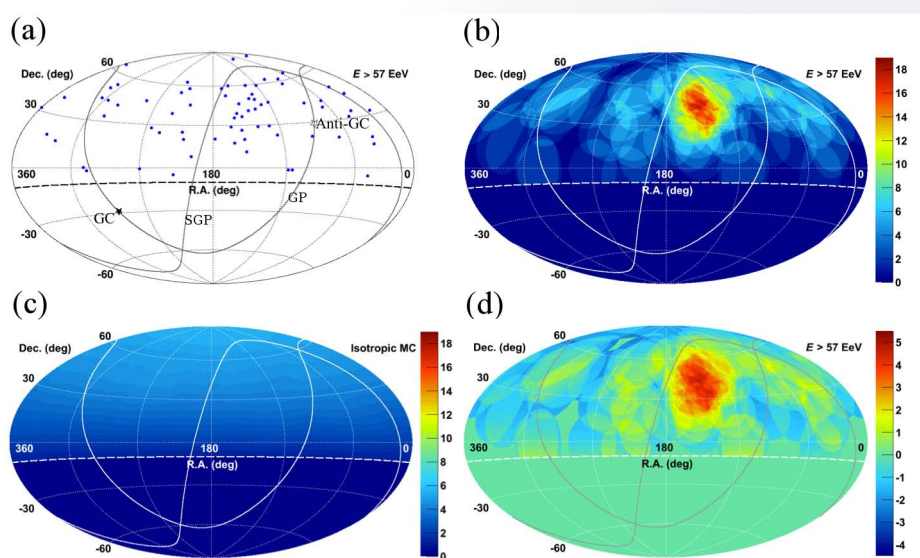 (a)
60
Dec. (deg)
E > 57 EeV
30
Anti-GC
360
180
0
R.A. (deg)
GC
SGP
GP
-30
-60
(b)
60
Dec. (deg)
E > 57 EeV
30
360
180
0
R.A. (deg)
-30
-60
18
16
14
12
10
8
6
4
2
0
(c)
60
Dec. (deg)
Isotropic MC
30
360
180
0
R.A. (deg)
-30
-60
18
16
14
12
10
8
6
4
2
0
(d)
60
Dec. (deg)
E > 57 EeV
30
360
180
0
R.A. (deg)
-30
-60
5
4
3
2
1
0
-1
-2
-3
-4